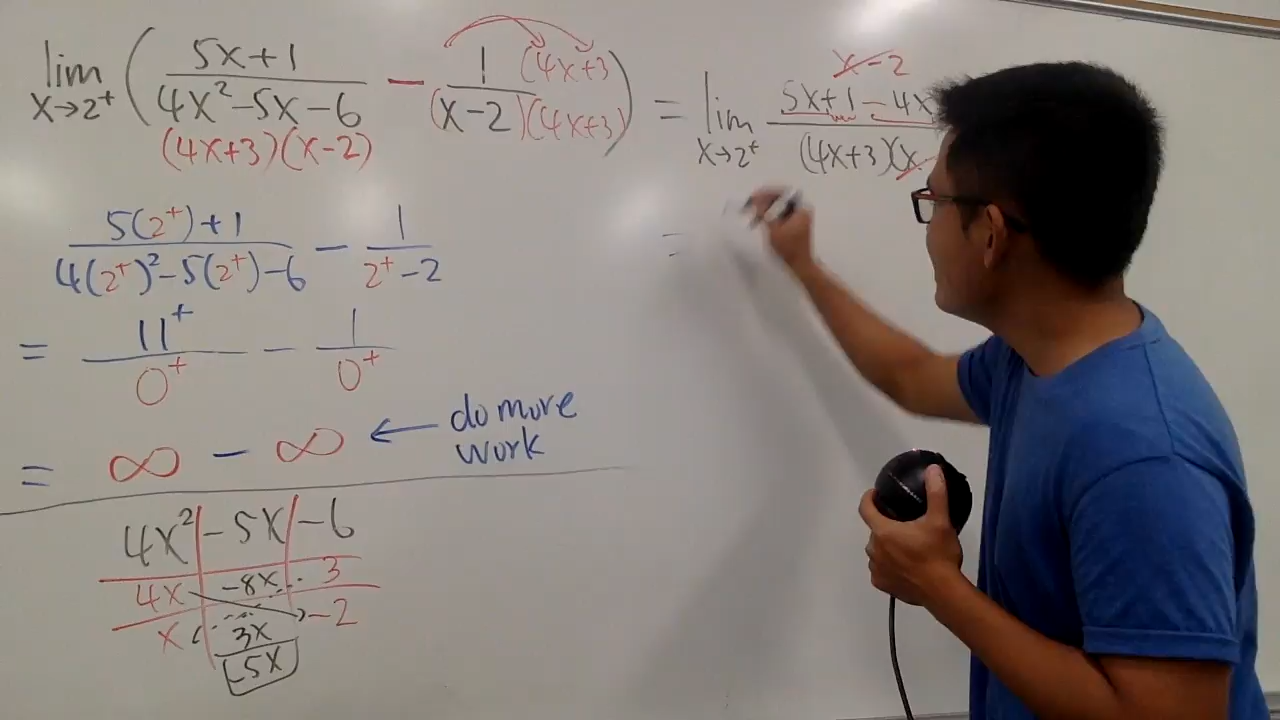 lim x→2⁺ ( (5x+1)/(4x²-5x-6) - 1/(x-2) ) (4x+3) (4x+3)
(4x+3)(x-2)
= lim x→2⁺ (5x+1-4x)/((4x+3)(x
x-2
=
(5(2⁺)+1)/(4(2⁺)²-5(2⁺)-6) - 1/(2⁺-2)
= 11⁺/0⁺ - 1/0⁺
= ∞ - ∞ ← do more work
4x² -5x -6
4x -8x 3
x 3x -2
-5x